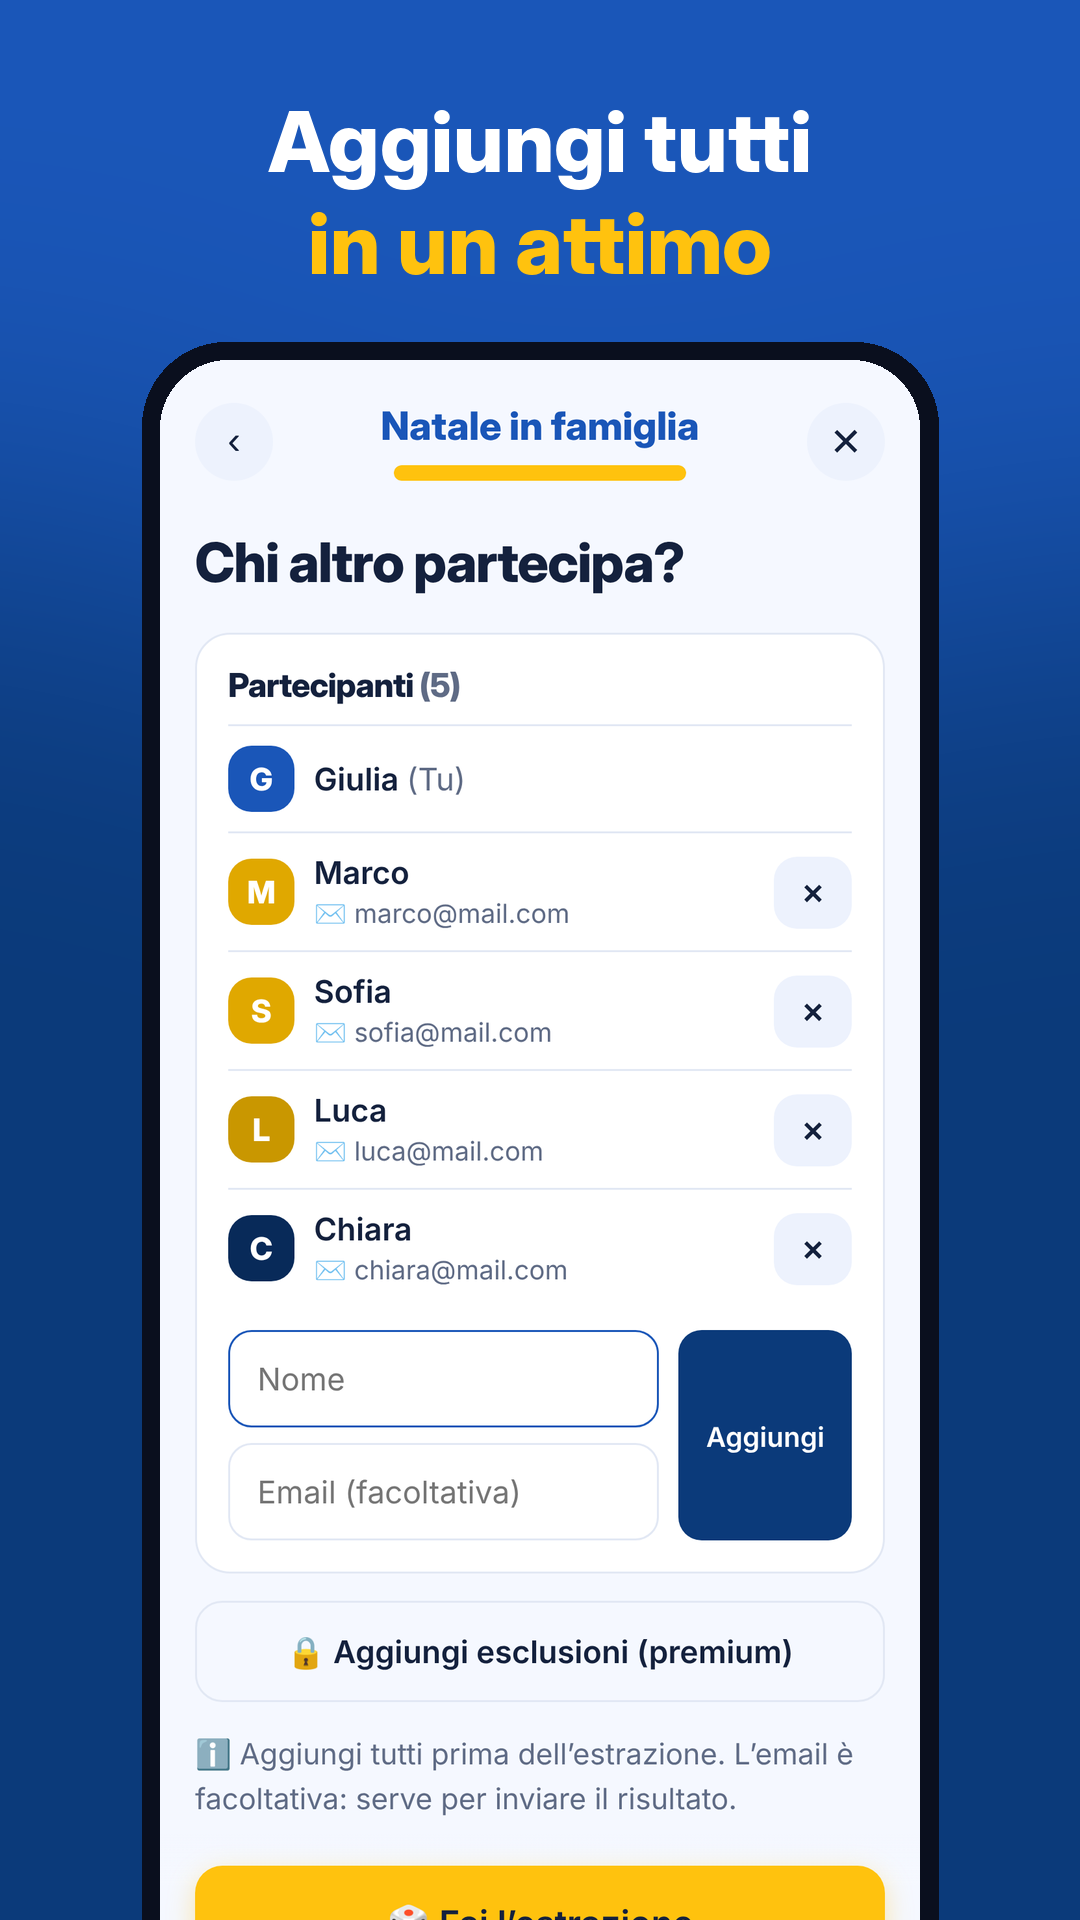 Aggiungi tutti
in un attimo
Natale in famiglia
Chi altro partecipa?
Partecipanti (5)
G
Giulia (Tu)
M
Marco
marco@mail.com
S
Sofia
sofia@mail.com
L
Luca
luca@mail.com
C
Chiara
chiara@mail.com
Nome
Email (facoltativa)
Aggiungi
Aggiungi esclusioni (premium)
Aggiungi tutti prima dell’estrazione. L’email è
facoltativa: serve per inviare il risultato.
l’estrazione